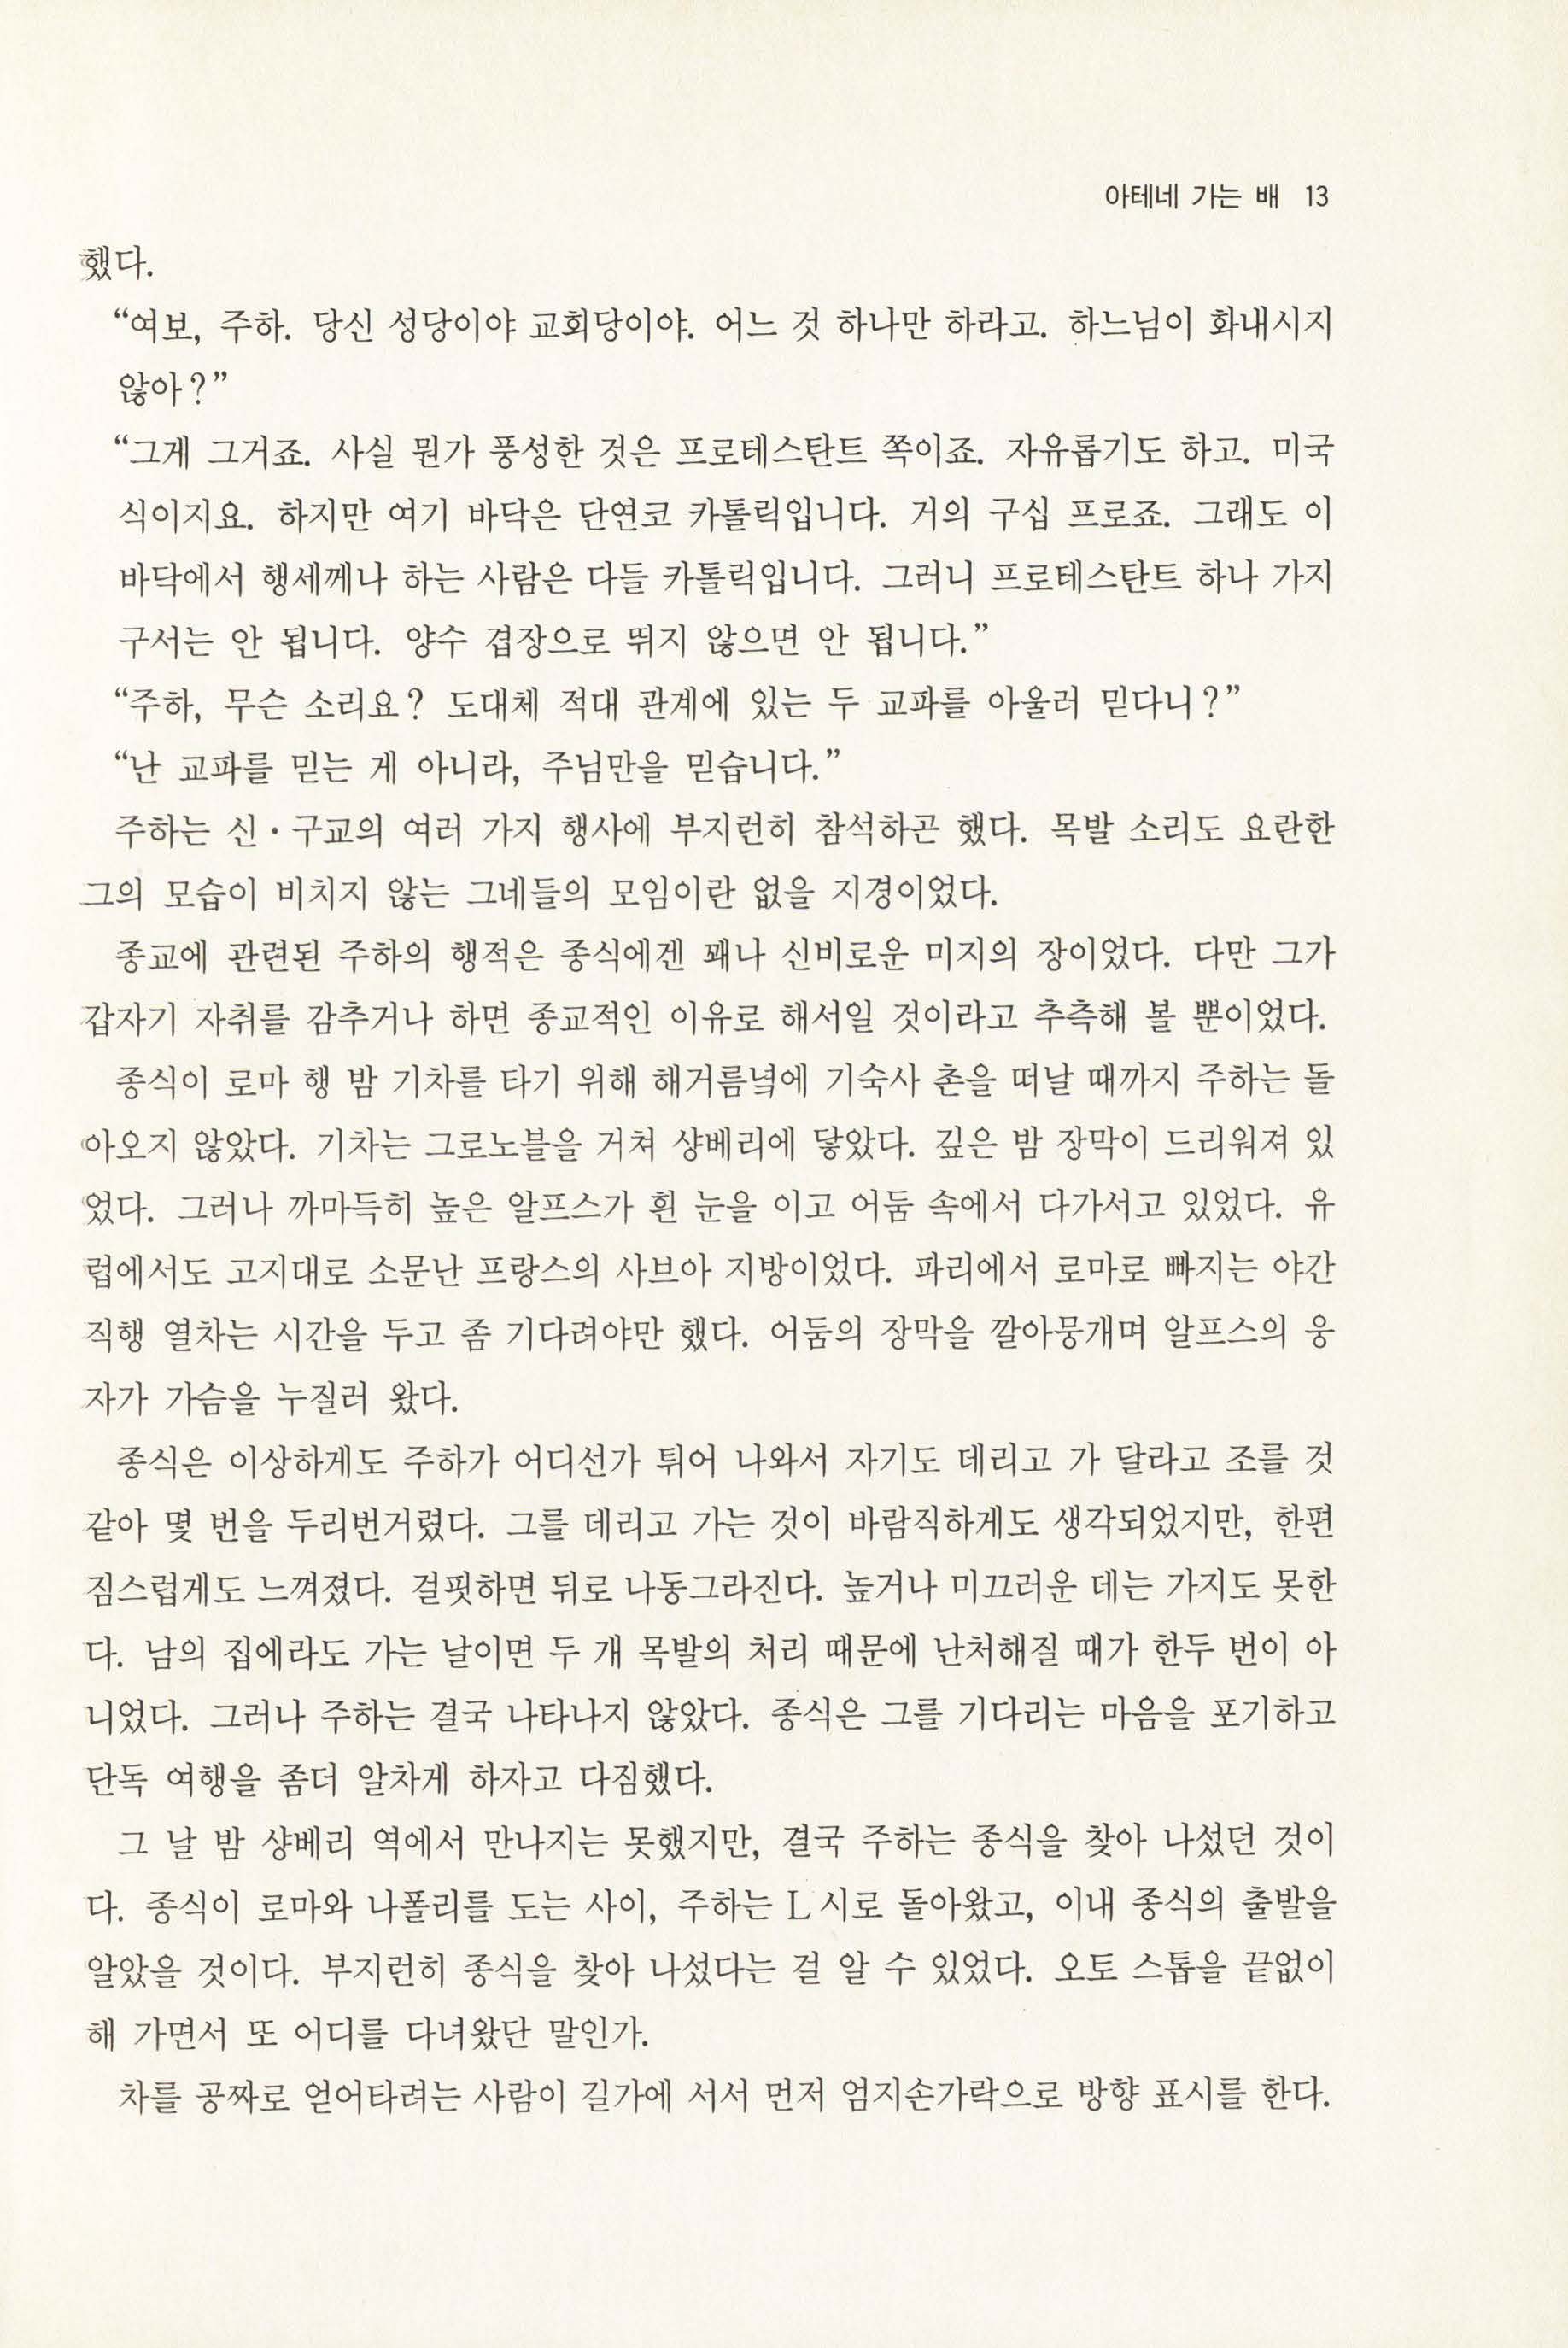 아테네 가는 배 13
했다.
“여보, 주하. 당신 성당이야 교회당이야. 어느 것 하나만 하라고. 하느님이 화내시지
않아?”
“그게 그거죠. 사실 뭔가 풍성한 것은 프로테스탄트 쪽이죠. 자유롭기도 하고. 미국
식이지요. 하지만 여기 바닥은 단연코 카톨릭입니다. 거의 구십 프로죠. 그래도 이
바닥에서 행세께나 하는 사람은 다들 카톨릭입니다. 그러니 프로테스탄트 하나 가지
구서는 안 됩니다. 양수 겹장으로 뛰지 않으면 안 됩니다.”
“주하, 무슨 소리요? 도대체 적대 관계에 있는 두 교파를 아울러 믿다니?”
“난 교파를 믿는 게 아니라, 주님만을 믿습니다.”
주하는 신·구교의 여러 가지 행사에 부지런히 참석하곤 했다. 목발 소리도 요란한
그의 모습이 비치지 않는 그네들의 모임이란 없을 지경이었다.
종교에 관련된 주하의 행적은 종식에겐 꽤나 신비로운 미지의 장이었다. 다만 그가
갑자기 자취를 감추거나 하면 종교적인 이유로 해서일 것이라고 추측해 볼 뿐이었다.
종식이 로마 행 밤 기차를 타기 위해 해거름녘에 기숙사 촌을 떠날 때까지 주하는 돌
아오지 않았다. 기차는 그로노블을 거쳐 샹베리에 닿았다. 깊은 밤 장막이 드리워져 있
었다. 그러나 까마득히 높은 알프스가 흰 눈을 이고 어둠 속에서 다가서고 있었다. 유
럽에서도 고지대로 소문난 프랑스의 사브아 지방이었다. 파리에서 로마로 빠지는 야간
직행 열차는 시간을 두고 좀 기다려야만 했다. 어둠의 장막을 깔아뭉개며 알프스의 웅
자가 가슴을 누질러 왔다.
종식은 이상하게도 주하가 어디선가 튀어 나와서 자기도 데리고 가 달라고 조를 것
같아 몇 번을 두리번거렸다. 그를 데리고 가는 것이 바람직하게도 생각되었지만, 한편
짐스럽게도 느껴졌다. 걸핏하면 뒤로 나동그라진다. 높거나 미끄러운 데는 가지도 못한
다. 남의 집에라도 가는 날이면 두 개 목발의 처리 때문에 난처해질 때가 한두 번이 아
니었다. 그러나 주하는 결국 나타나지 않았다. 종식은 그를 기다리는 마음을 포기하고
단독 여행을 좀더 알차게 하자고 다짐했다.
그 날 밤 샹베리 역에서 만나지는 못했지만, 결국 주하는 종식을 찾아 나섰던 것이
다. 종식이 로마와 나폴리를 도는 사이, 주하는 L 시로 돌아왔고, 이내 종식의 출발을
알았을 것이다. 부지런히 종식을 찾아 나섰다는 걸 알 수 있었다. 오토 스톱을 끝없이
해 가면서 또 어디를 다녀왔단 말인가.
차를 공짜로 얻어타려는 사람이 길가에 서서 먼저 엄지손가락으로 방향 표시를 한다.